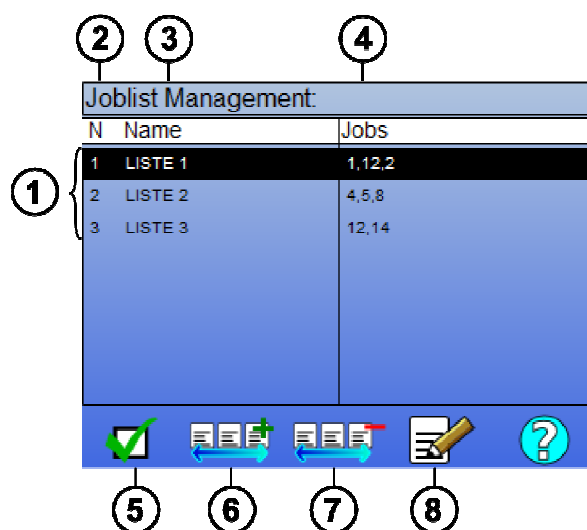 2 3 4
Joblist Management:
N Name Jobs
1 LISTE 1 1,12,2
1
2 LISTE 2 4,5,8
3 LISTE 3 12,14
?
5 6 7 8